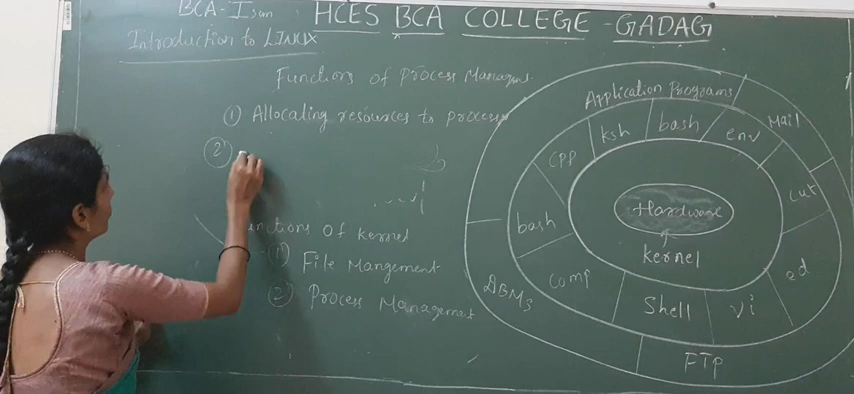 BCA - I Sem HCES BCA COLLEGE - GADAG
Introduction to LINUX
Functions of Process Managment
① Allocating resources to process
②
Functions of kernel
① File Mangement
② Process Management
Application Programs
Mail
ksh
bash
env
CPP
cut
bash
Hardware
kernel
ed
comp
DBMS
Shell
vi
FTP